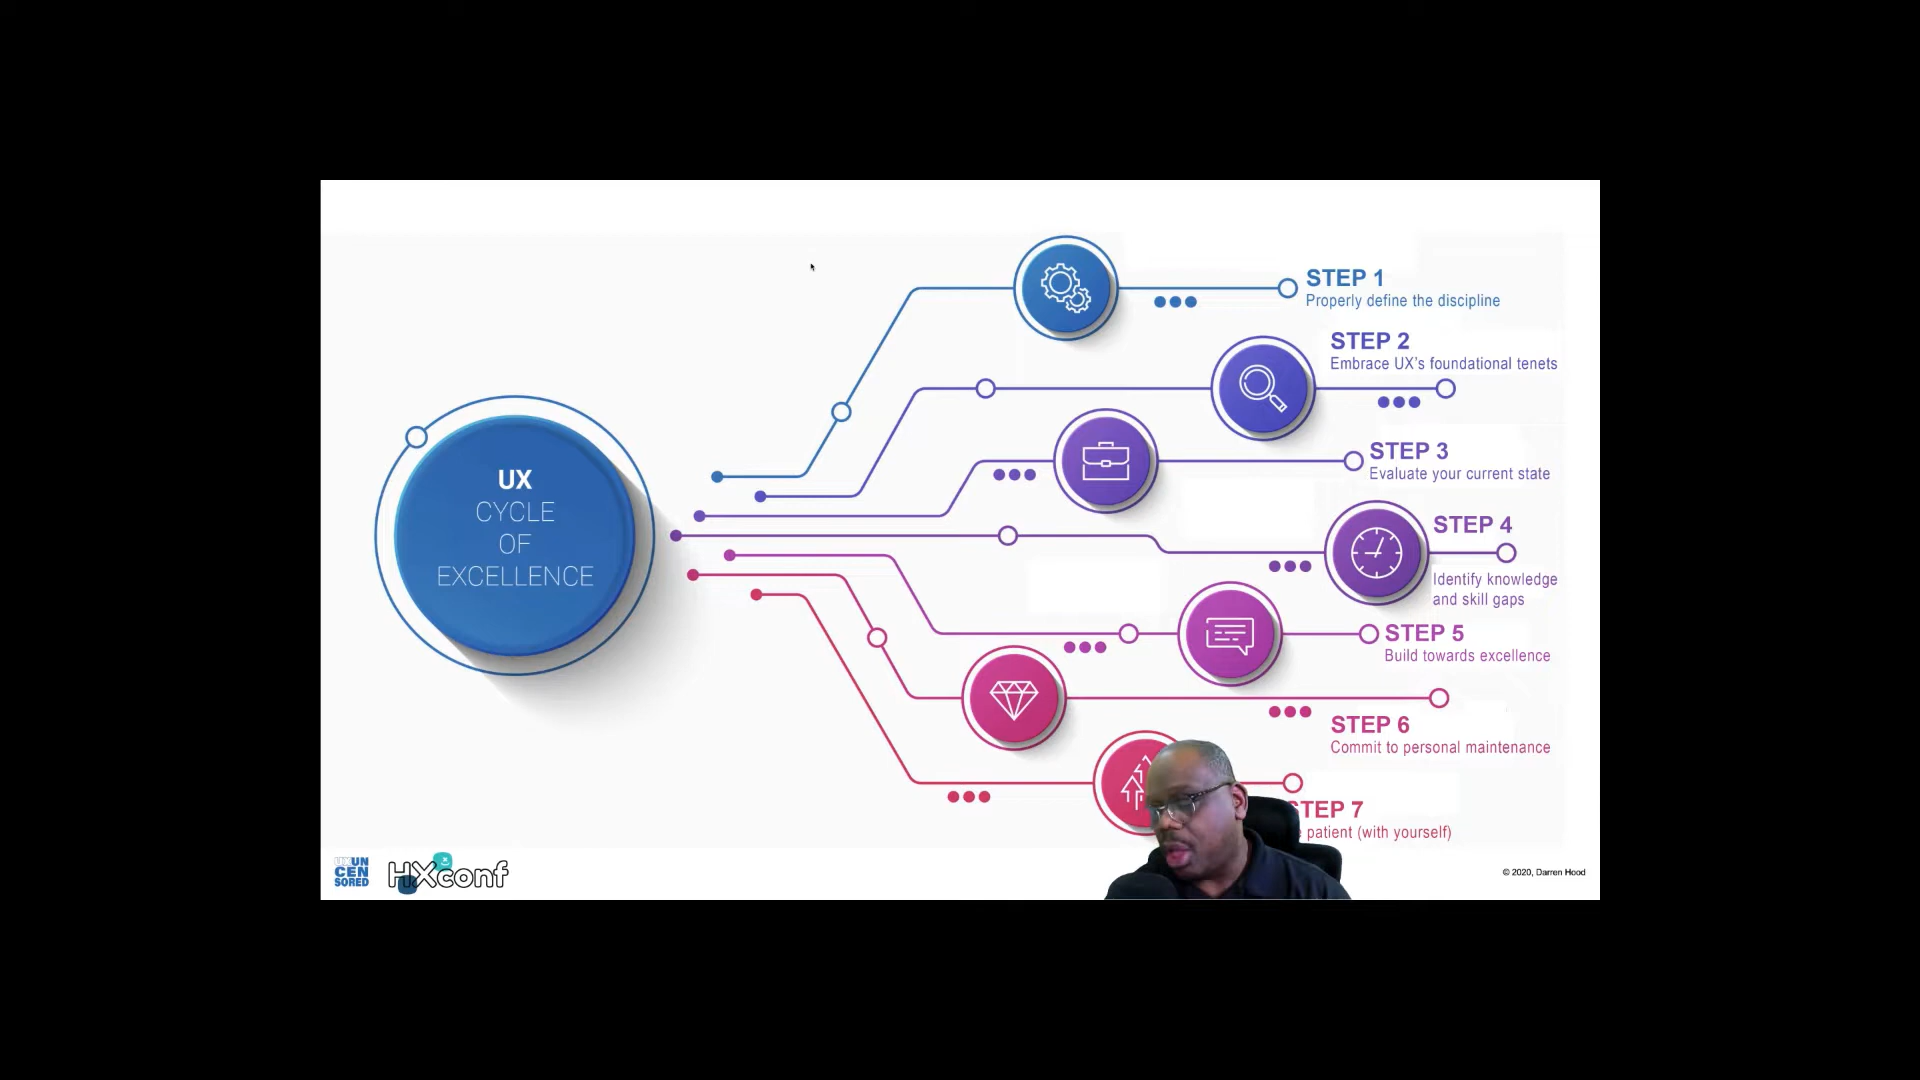 UX
CYCLE
OF
EXCELLENCE
STEP 1
Properly define the discipline
STEP 2
Embrace UX's foundational tenets
STEP 3
Evaluate your current state
STEP 4
Identify knowledge
and skill gaps
STEP 5
Build towards excellence
STEP 6
Commit to personal maintenance
STEP 7
patient (with yourself)
UXUN
CEN
SORED
HXconf
© 2020, Darren Hood